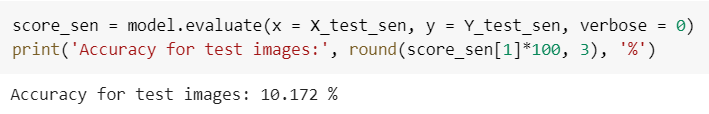 score_sen = model.evaluate(x = X_test_sen, y = Y_test_sen, verbose = 0)
print('Accuracy for test images:', round(score_sen[1]*100, 3), '%')
Accuracy for test images: 10.172 %